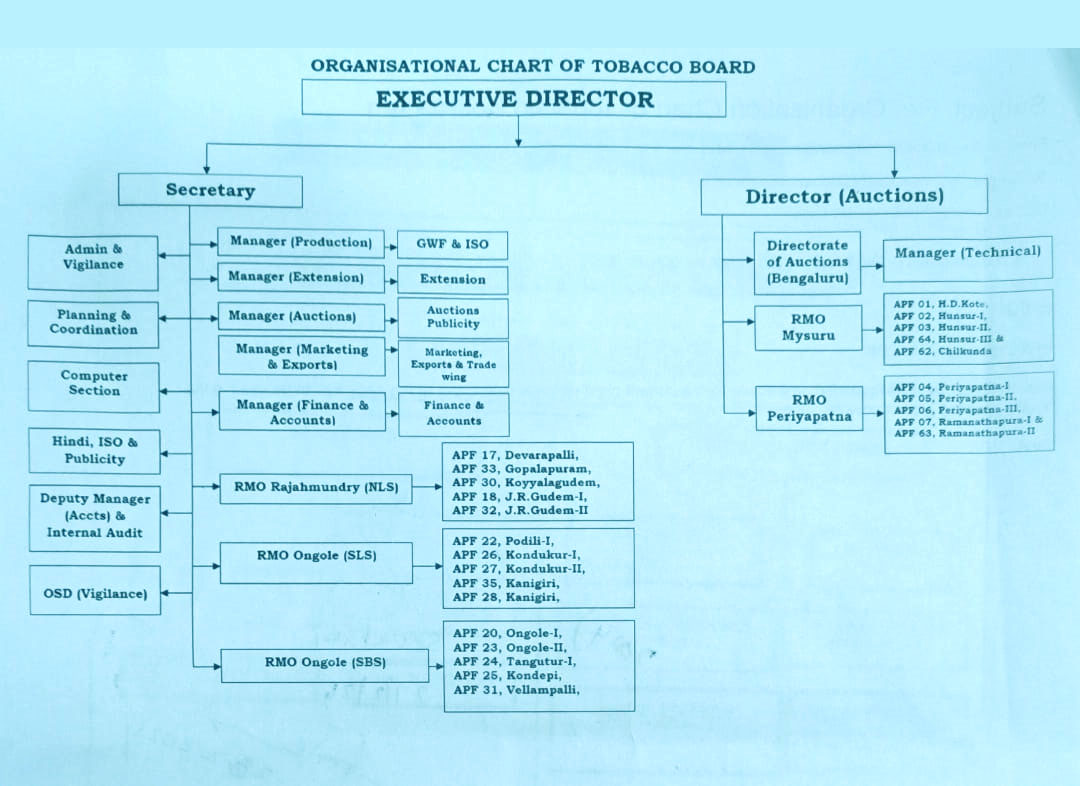 ORGANISATIONAL CHART OF TOBACCO BOARD
EXECUTIVE DIRECTOR
Secretary
Admin &
Vigilance
Planning &
Coordination
Computer
Section
Hindi, ISO &
Publicity
Deputy Manager
(Accts) &
Internal Audit
OSD (Vigilance)
Manager (Production)
GWF & ISO
Manager (Extension)
Extension
Manager (Auctions)
Auctions
Publicity
Manager (Marketing
& Exports)
Marketing,
Exports & Trade
wing
Manager (Finance &
Accounts)
Finance &
Accounts
RMO Rajahmundry (NLS)
APF 17, Devarapalli,
APF 33, Gopalapuram,
APF 30, Koyyalagudem,
APF 18, J.R.Gudem-I,
APF 32, J.R.Gudem-II
RMO Ongole (SLS)
APF 22, Podili-I,
APF 26, Kondukur-I,
APF 27, Kondukur-II,
APF 35, Kanigiri,
APF 28, Kanigiri,
RMO Ongole (SBS)
APF 20, Ongole-I,
APF 23, Ongole-II,
APF 24, Tangutur-I,
APF 25, Kondepi,
APF 31, Vellampalli,
Director (Auctions)
Directorate
of Auctions
(Bengaluru)
Manager (Technical)
RMO
Mysuru
APF 01, H.D.Kote,
APF 02, Hunsur-I,
APF 03, Hunsur-II,
APF 64, Hunsur-III &
APF 62, Chilkunda
RMO
Periyapatna
APF 04, Periyapatna-I
APF 05, Periyapatna-II,
APF 06, Periyapatna-III,
APF 07, Ramanathapura-I &
APF 63, Ramanathapura-II